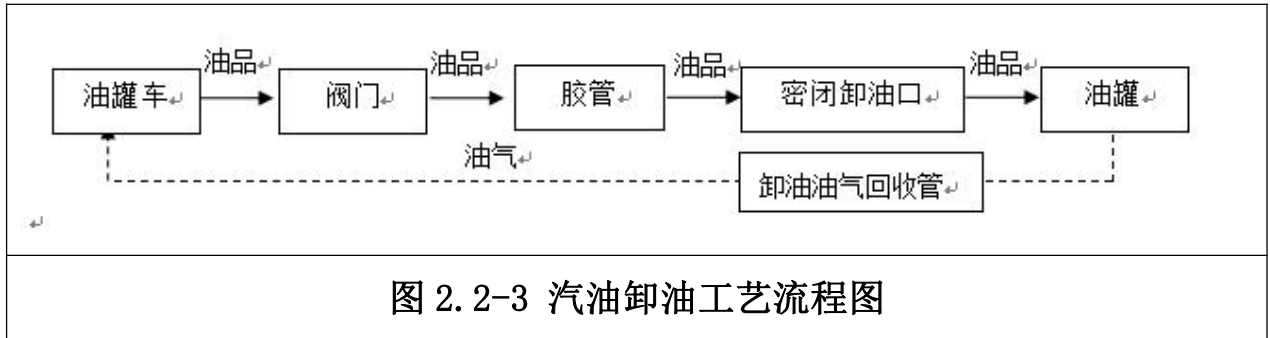 油品 油品 油品 油品
油罐车 阀门 胶管 密闭卸油口 油罐
油气
卸油油气回收管
图 2.2-3 汽油卸油工艺流程图